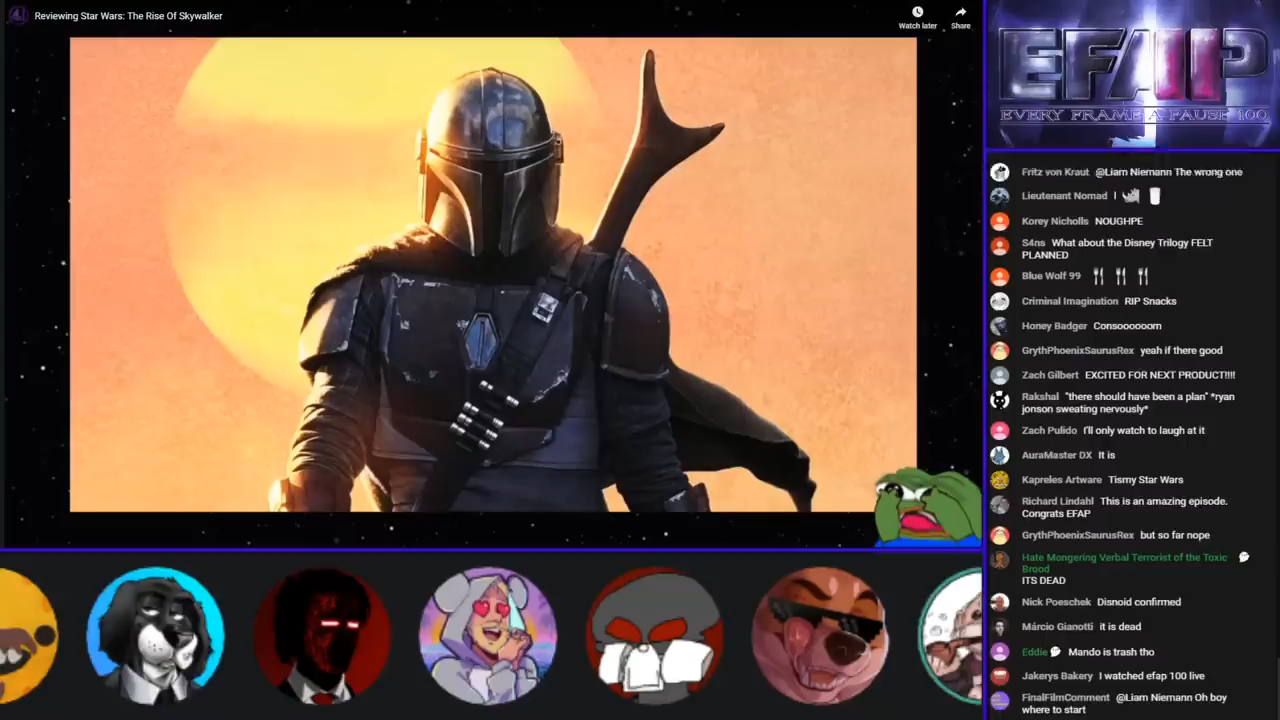 Reviewing Star Wars: The Rise Of Skywalker
Watch later
Share
EFAP
EVERY FRAME A PAUSE 100
Fritz von Kraut @Liam Niemann The wrong one
Lieutenant Nomad I
Korey Nicholls NOUGHPE
S4ns What about the Disney Trilogy FELT
PLANNED
Blue Wolf 99
Criminal Imagination RIP Snacks
Honey Badger Consoooooom
GrythPhoenixSaurusRex yeah if there good
Zach Gilbert EXCITED FOR NEXT PRODUCT!!!!
Rakshal "there should have been a plan" *ryan
jonson sweating nervously*
Zach Pulido I'll only watch to laugh at it
AuraMaster DX It is
Kapreles Artware Tismy Star Wars
Richard Lindahl This is an amazing episode.
Congrats EFAP
GrythPhoenixSaurusRex but so far nope
Hate Mongering Verbal Terrorist of the Toxic
Brood
ITS DEAD
Nick Poeschek Disnoid confirmed
Márcio Gianotti it is dead
Eddie Mando is trash tho
Jakerys Bakery I watched efap 100 live
FinalFilmComment @Liam Niemann Oh boy
where to start